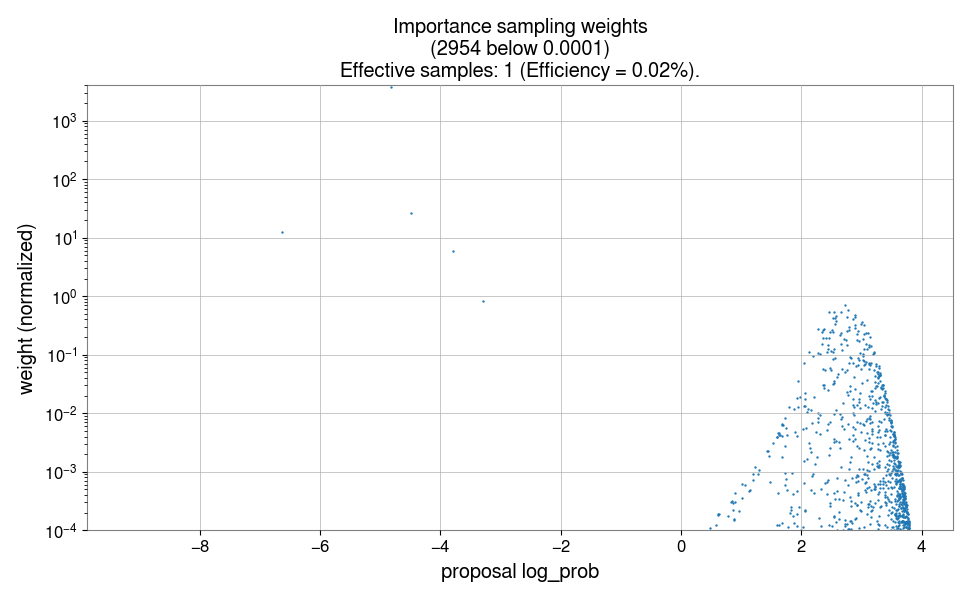 Importance sampling weights
(2954 below 0.0001)
Effective samples: 1 (Efficiency = 0.02%).
weight (normalized)
10³
10²
10¹
10⁰
10⁻¹
10⁻²
10⁻³
10⁻⁴
−8 −6 −4 −2 0 2 4
proposal log_prob